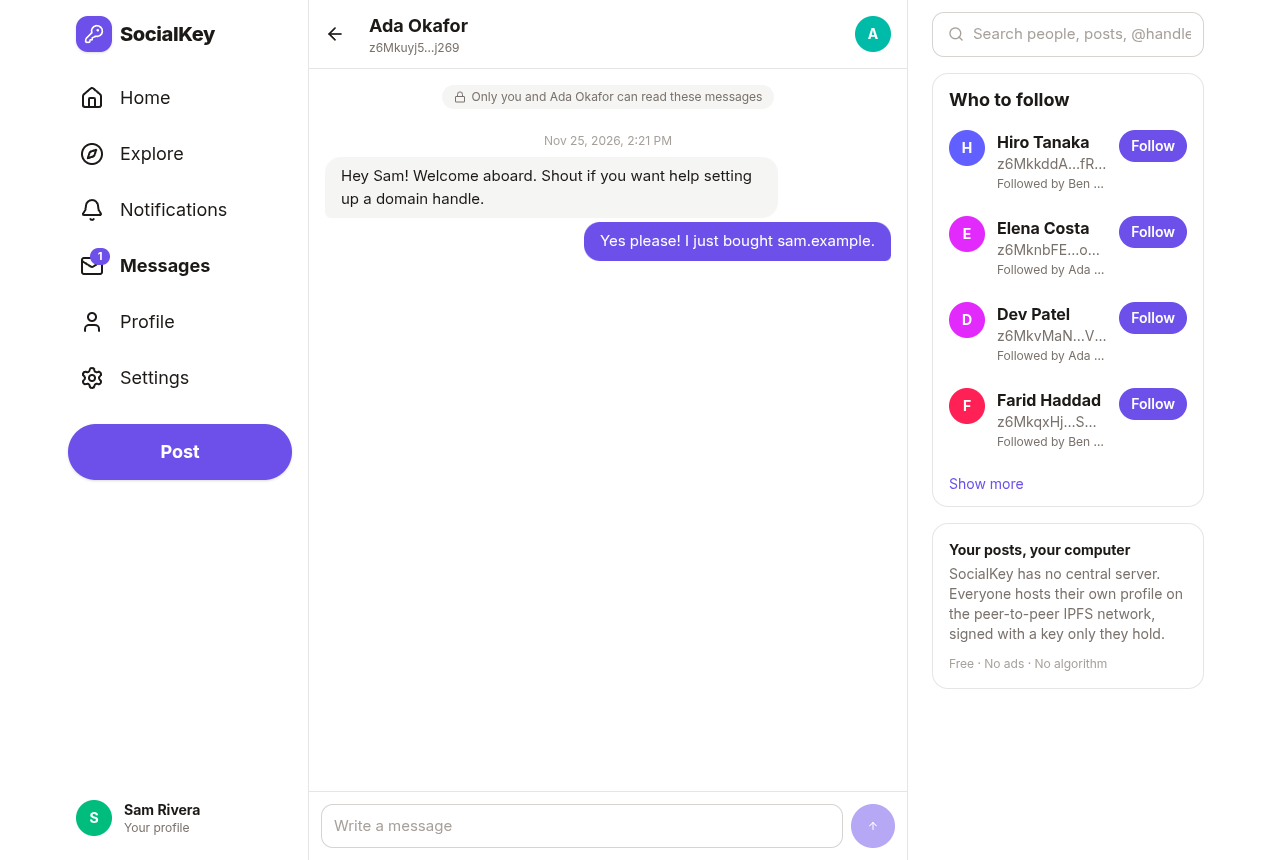 SocialKey
Home
Explore
Notifications
1
Messages
Profile
Settings
Post
S
Sam Rivera
Your profile
Ada Okafor
z6Mkuyj5…j269
A
Only you and Ada Okafor can read these messages
Nov 25, 2026, 2:21 PM
Hey Sam! Welcome aboard. Shout if you want help setting
up a domain handle.
Yes please! I just bought sam.example.
Write a message
Search people, posts, @handle
Who to follow
H
Hiro Tanaka
z6MkkddA…fR…
Followed by Ben …
Follow
E
Elena Costa
z6MknbFE…o…
Followed by Ada …
Follow
D
Dev Patel
z6MkvMaN…V…
Followed by Ada …
Follow
F
Farid Haddad
z6MkqxHj…S…
Followed by Ben …
Follow
Show more
Your posts, your computer
SocialKey has no central server.
Everyone hosts their own profile on
the peer-to-peer IPFS network,
signed with a key only they hold.
Free · No ads · No algorithm